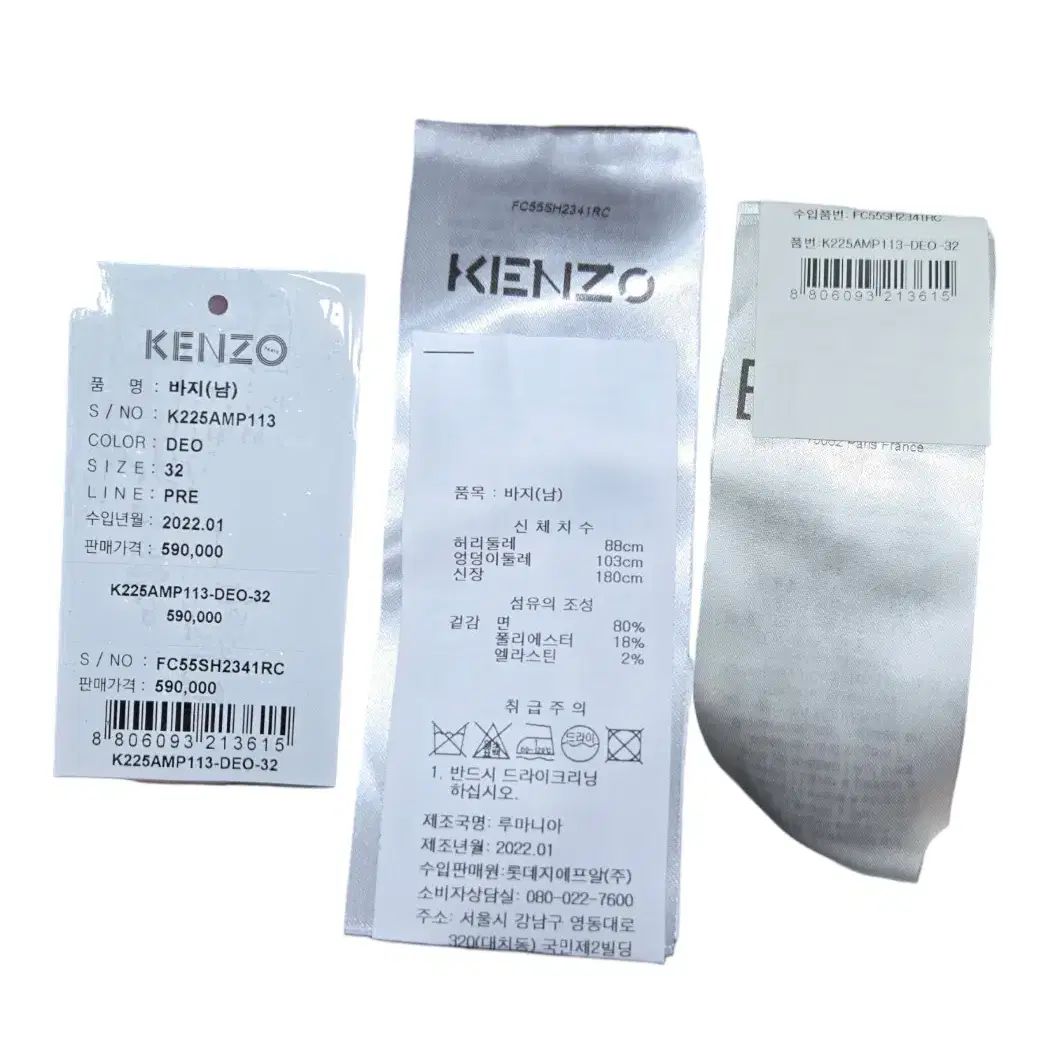 KENZO
PARIS
품 명 : 바지(남)
S / NO : K225AMP113
COLOR : DEO
SIZE : 32
LINE : PRE
수입년월 : 2022.01
판매가격 : 590,000
K225AMP113-DEO-32
590,000
S / NO : FC55SH2341RC
판매가격 : 590,000
8 806093 213615
K225AMP113-DEO-32
FC55SH2341RC
KENZO
품목 : 바지(남)
신 체 치 수
허리둘레 88cm
엉덩이둘레 103cm
신장 180cm
섬유의 조성
겉감 면 80%
폴리에스터 18%
엘라스틴 2%
취 급 주 의
드라이
1. 반드시 드라이크리닝
하십시오.
제조국명: 루마니아
제조년월: 2022.01
수입판매원:롯데지에프알(주)
소비자상담실: 080-022-7600
주소: 서울시 강남구 영동대로
320(대치동) 국민제2빌딩
수입품번: FC55SH2341RC
품번:K225AMP113-DEO-32
8 806093 213615
Paris France